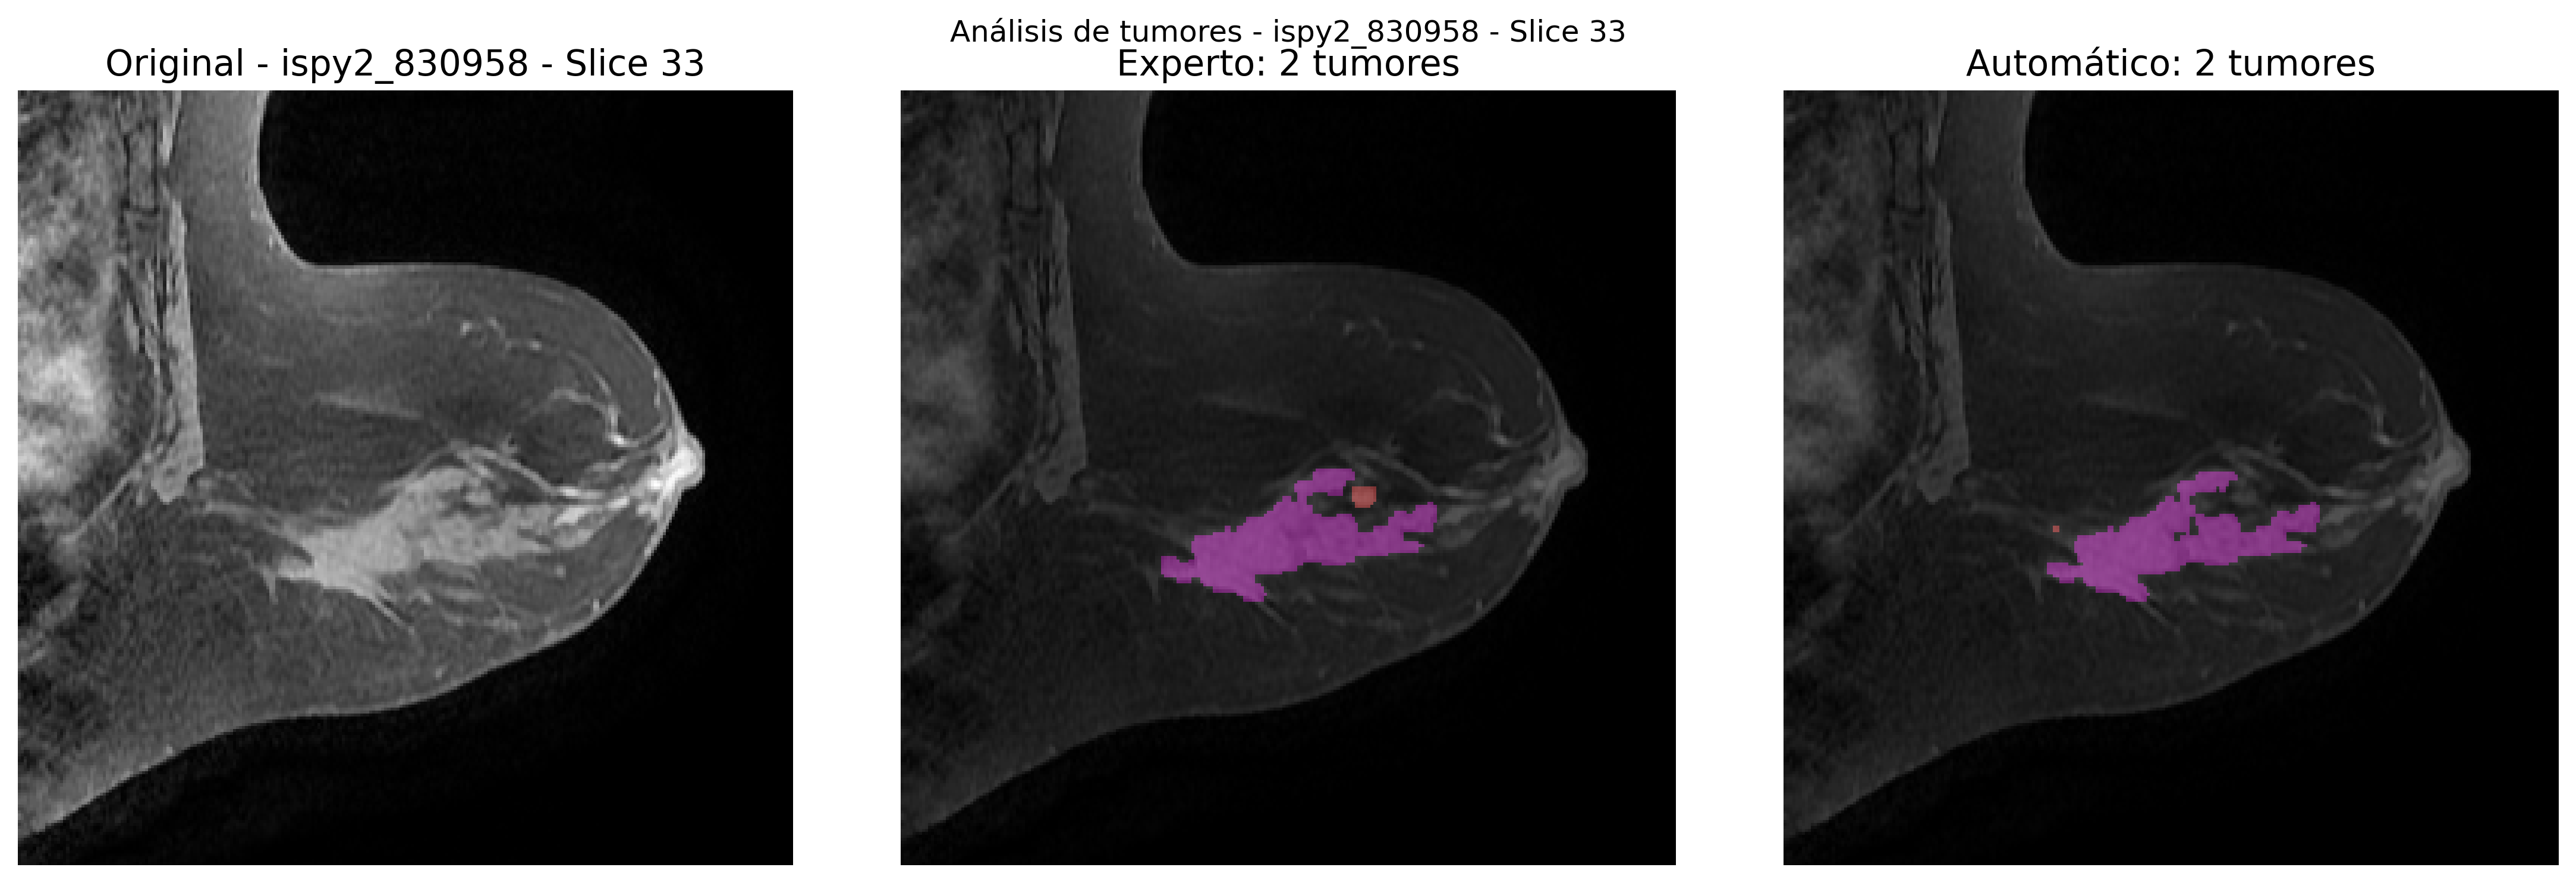 Análisis de tumores - ispy2_830958 - Slice 33
Original - ispy2_830958 - Slice 33
Experto: 2 tumores
Automático: 2 tumores